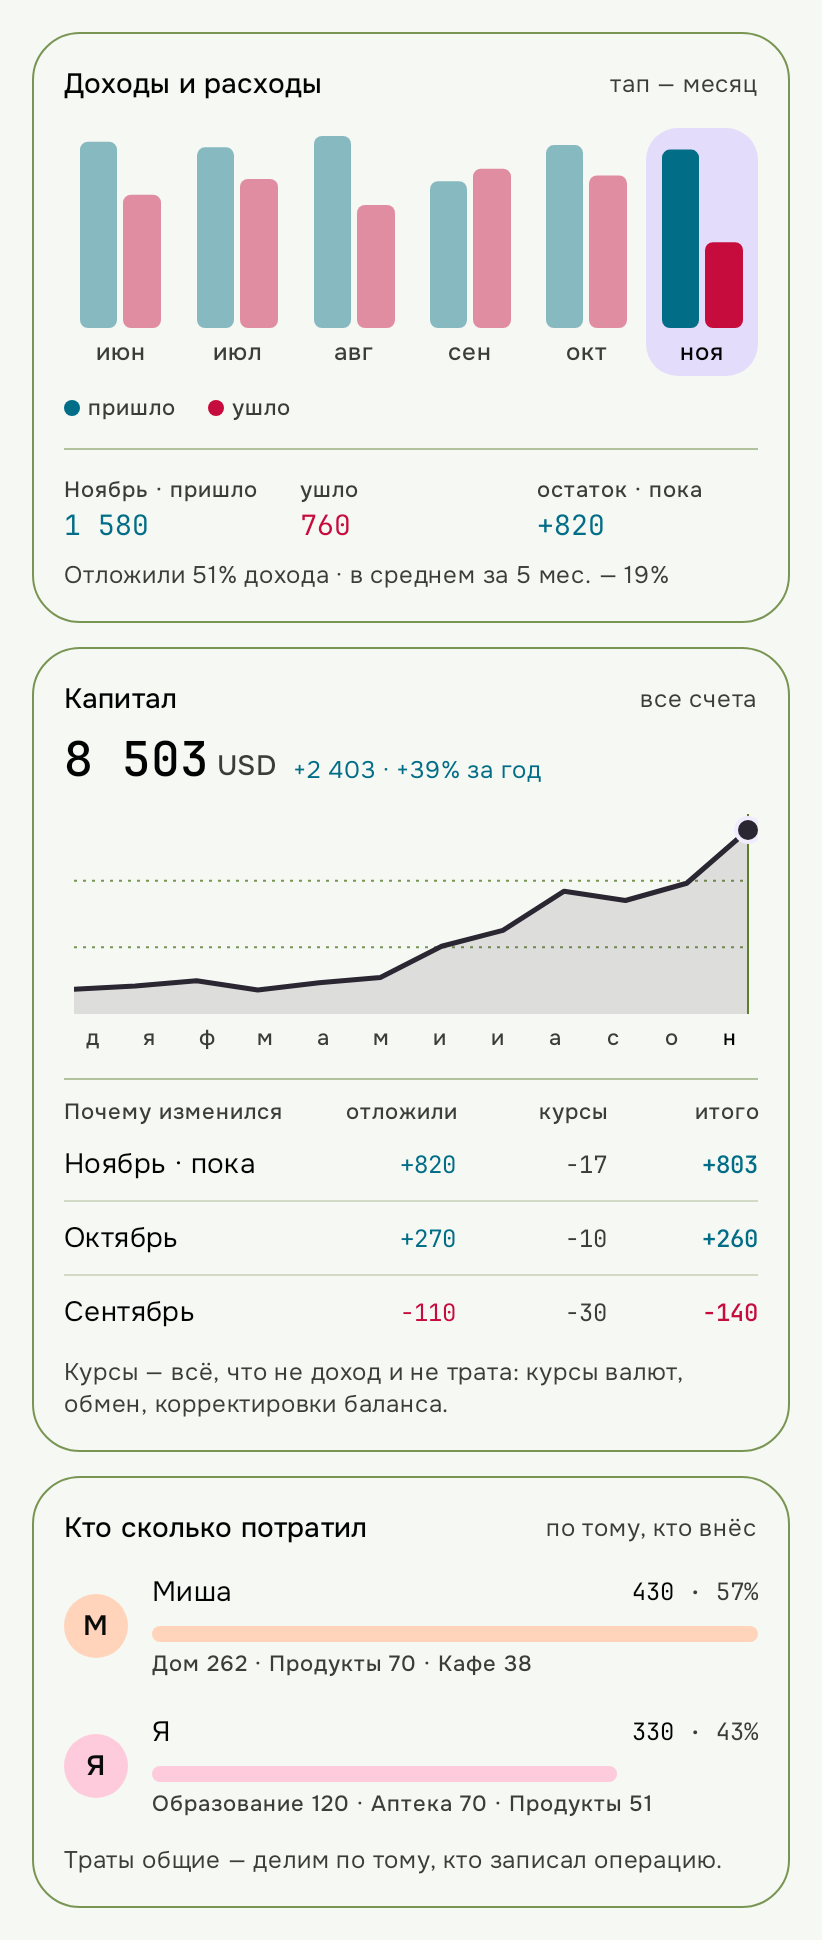 Доходы и расходы тап — месяц
июн июл авг сен окт ноя
пришло ушло
Ноябрь · пришло ушло остаток · пока
1 580 760 +820
Отложили 51% дохода · в среднем за 5 мес. — 19%
Капитал все счета
8 503 USD +2 403 · +39% за год
д я ф м а м и и а с о н
Почему изменился отложили курсы итого
Ноябрь · пока +820 -17 +803
Октябрь +270 -10 +260
Сентябрь -110 -30 -140
Курсы — всё, что не доход и не трата: курсы валют,
обмен, корректировки баланса.
Кто сколько потратил по тому, кто внёс
М Миша 430 · 57%
Дом 262 · Продукты 70 · Кафе 38
Я Я 330 · 43%
Образование 120 · Аптека 70 · Продукты 51
Траты общие — делим по тому, кто записал операцию.